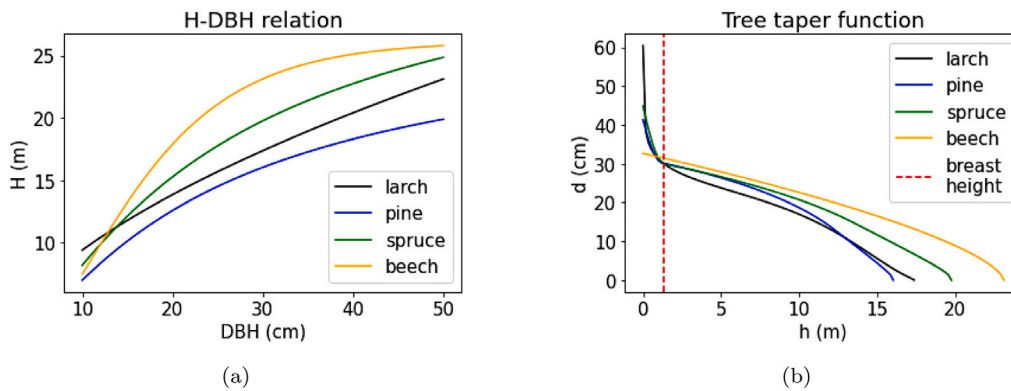 H-DBH relation
25
20
15
10
H (m)
10 20 30 40 50
DBH (cm)
larch
pine
spruce
beech
(a)
Tree taper function
60
50
40
30
20
10
0
d (cm)
0 5 10 15 20
h (m)
larch
pine
spruce
beech
breast
height
(b)